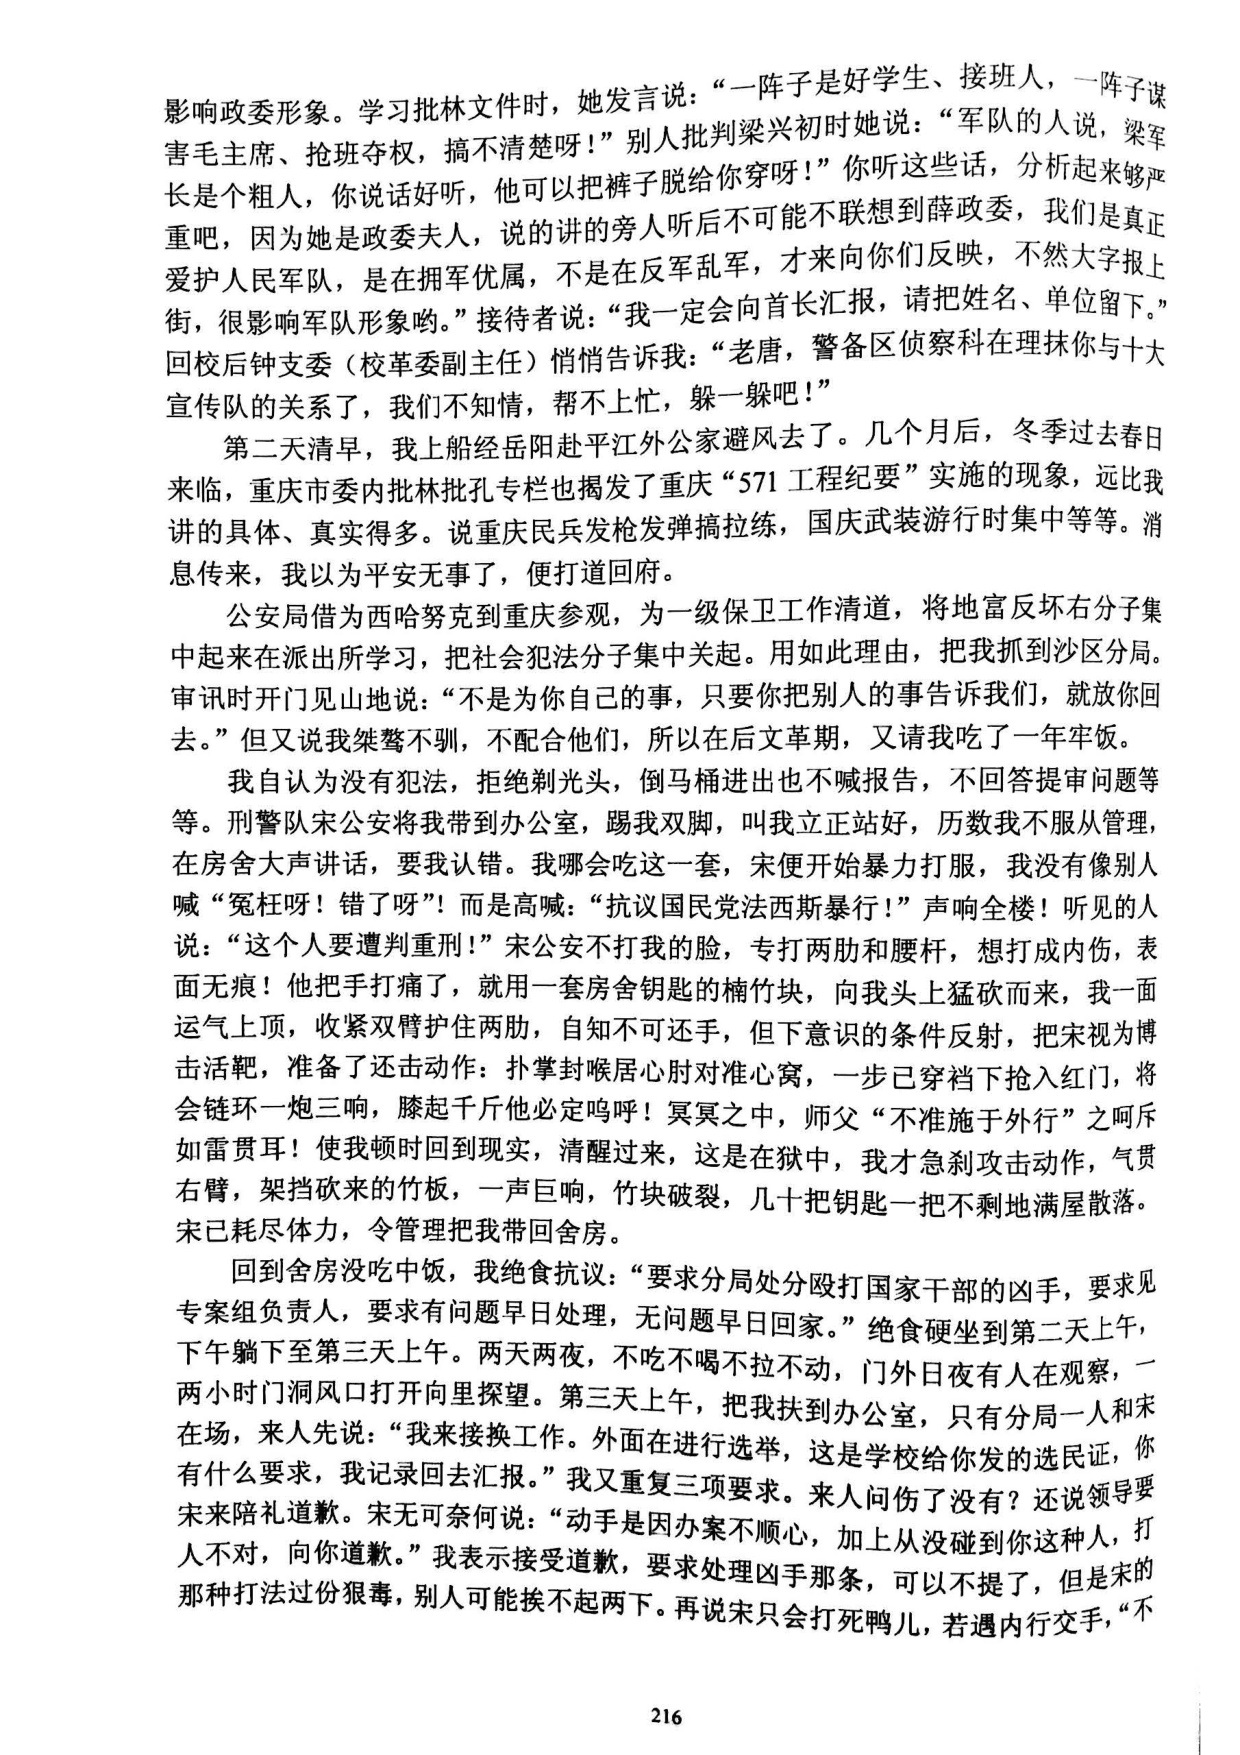 影响政委形象。学习批林文件时，她发言说：“一阵子是好学生、接班人，一阵子谋
害毛主席、抢班夺权，搞不清楚呀！”别人批判梁兴初时她说：“军队的人说，梁军
长是个粗人，你说话好听，他可以把裤子脱给你穿呀！”你听这些话，分析起来够严
重吧，因为她是政委夫人，说的讲的旁人听后不可能不联想到薛政委，我们是真正
爱护人民军队，是在拥军优属，不是在反军乱军，才来向你们反映，不然大字报上
街，很影响军队形象哟。”接待者说：“我一定会向首长汇报，请把姓名、单位留下。”
回校后钟支委（校革委副主任）悄悄告诉我：“老唐，警备区侦察科在理抹你与十大
宣传队的关系了，我们不知情，帮不上忙，躲一躲吧！”
第二天清早，我上船经岳阳赴平江外公家避风去了。几个月后，冬季过去春日
来临，重庆市委内批林批孔专栏也揭发了重庆“571 工程纪要”实施的现象，远比我
讲的具体、真实得多。说重庆民兵发枪发弹搞拉练，国庆武装游行时集中等等。消
息传来，我以为平安无事了，便打道回府。
公安局借为西哈努克到重庆参观，为一级保卫工作清道，将地富反坏右分子集
中起来在派出所学习，把社会犯法分子集中关起。用如此理由，把我抓到沙区分局。
审讯时开门见山地说：“不是为你自己的事，只要你把别人的事告诉我们，就放你回
去。”但又说我桀骜不驯，不配合他们，所以在后文革期，又请我吃了一年牢饭。
我自认为没有犯法，拒绝剃光头，倒马桶进出也不喊报告，不回答提审问题等
等。刑警队宋公安将我带到办公室，踢我双脚，叫我立正站好，历数我不服从管理，
在房舍大声讲话，要我认错。我哪会吃这一套，宋便开始暴力打服，我没有像别人
喊“冤枉呀！错了呀”！而是高喊：“抗议国民党法西斯暴行！”声响全楼！听见的人
说：“这个人要遭判重刑！”宋公安不打我的脸，专打两肋和腰杆，想打成内伤，表
面无痕！他把手打痛了，就用一套房舍钥匙的楠竹块，向我头上猛砍而来，我一面
运气上顶，收紧双臂护住两肋，自知不可还手，但下意识的条件反射，把宋视为博
击活靶，准备了还击动作：扑掌封喉居心肘对准心窝，一步已穿裆下抢入红门，将
会链环一炮三响，膝起千斤他必定呜呼！冥冥之中，师父“不准施于外行”之呵斥
如雷贯耳！使我顿时回到现实，清醒过来，这是在狱中，我才急刹攻击动作，气贯
右臂，架挡砍来的竹板，一声巨响，竹块破裂，几十把钥匙一把不剩地满屋散落。
宋已耗尽体力，令管理把我带回舍房。
回到舍房没吃中饭，我绝食抗议：“要求分局处分殴打国家干部的凶手，要求见
专案组负责人，要求有问题早日处理，无问题早日回家。”绝食硬坐到第二天上午，
下午躺下至第三天上午。两天两夜，不吃不喝不拉不动，门外日夜有人在观察，一
两小时门洞风口打开向里探望。第三天上午，把我扶到办公室，只有分局一人和宋
在场，来人先说：“我来接换工作。外面在进行选举，这是学校给你发的选民证，你
有什么要求，我记录回去汇报。”我又重复三项要求。来人问伤了没有？还说领导要
宋来陪礼道歉。宋无可奈何说：“动手是因办案不顺心，加上从没碰到你这种人，打
人不对，向你道歉。”我表示接受道歉，要求处理凶手那条，可以不提了，但是宋的
那种打法过份狠毒，别人可能挨不起两下。再说宋只会打死鸭儿，若遇内行交手，“不
216